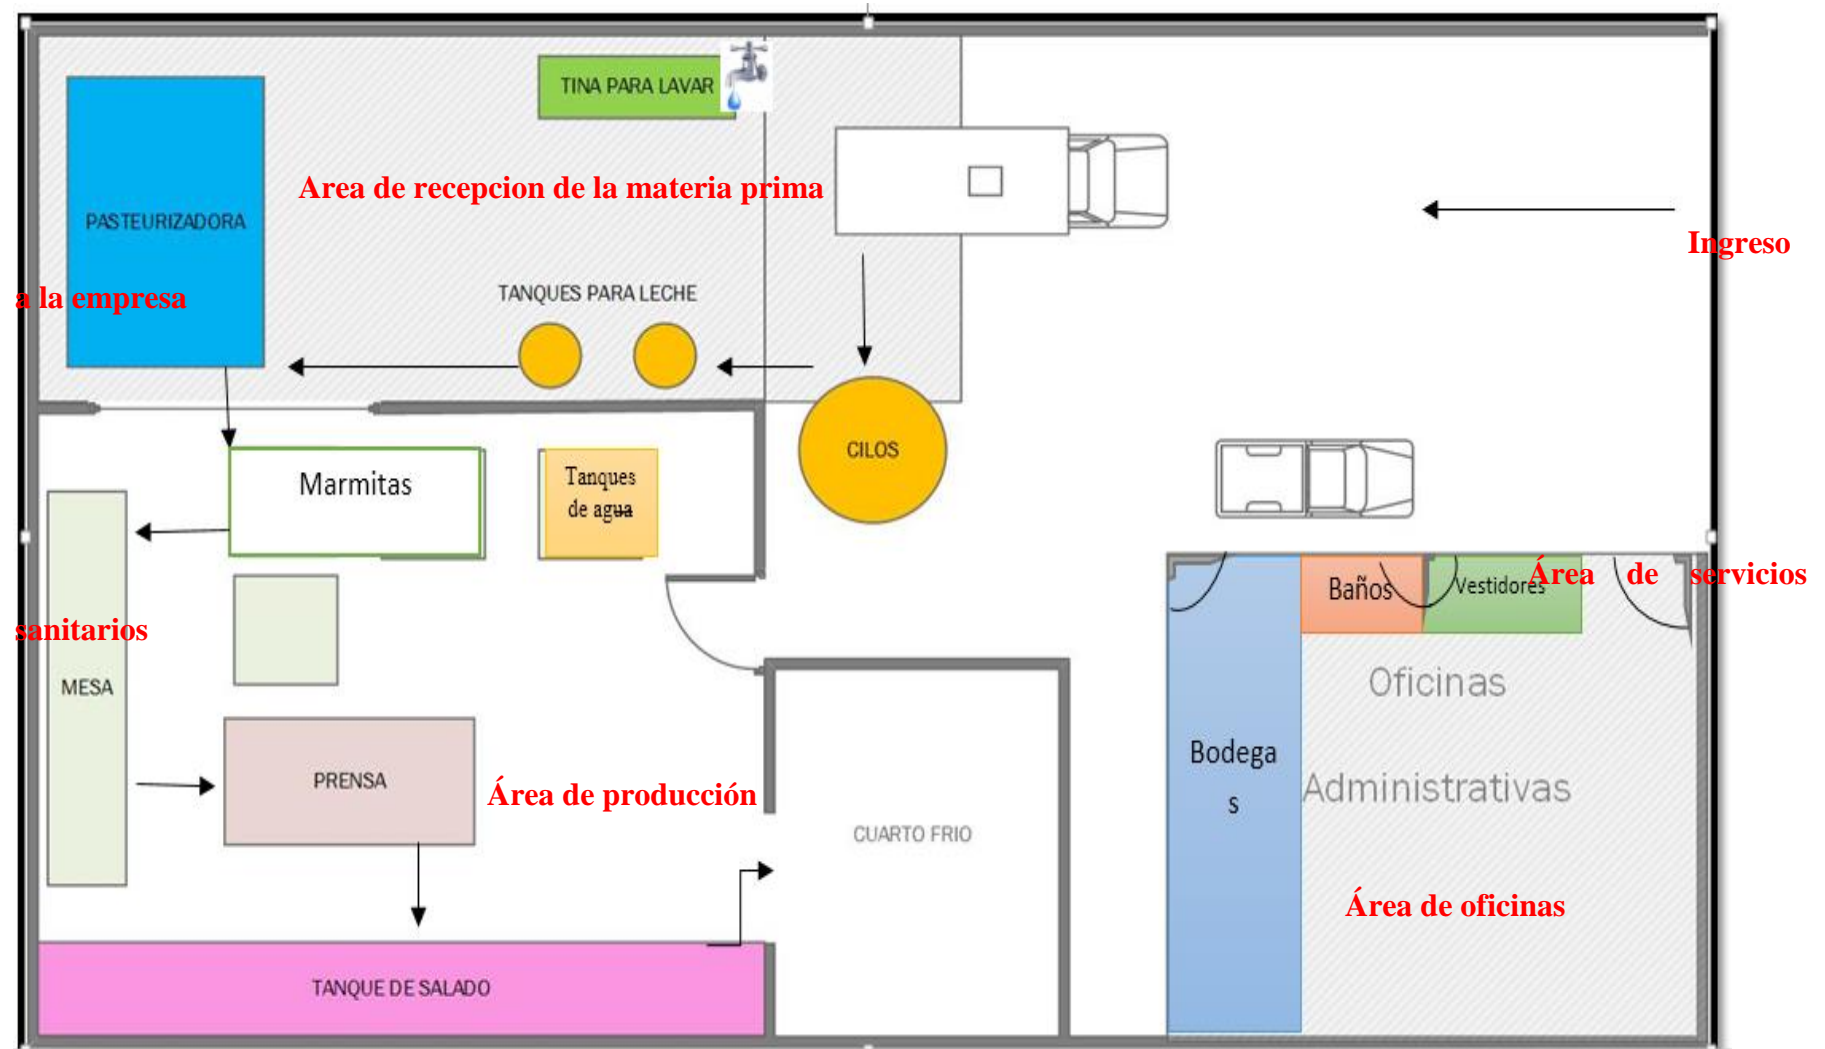 TINA PARA LAVAR
Area de recepcion de la materia prima
PASTEURIZADORA
Ingreso
a la empresa
TANQUES PARA LECHE
CILOS
Marmitas
Tanques
de agua
Área de servicios
sanitarios
Baños
Vestidores
MESA
Oficinas
Administrativas
Bodega
s
PRENSA
Área de producción
CUARTO FRIO
Área de oficinas
TANQUE DE SALADO